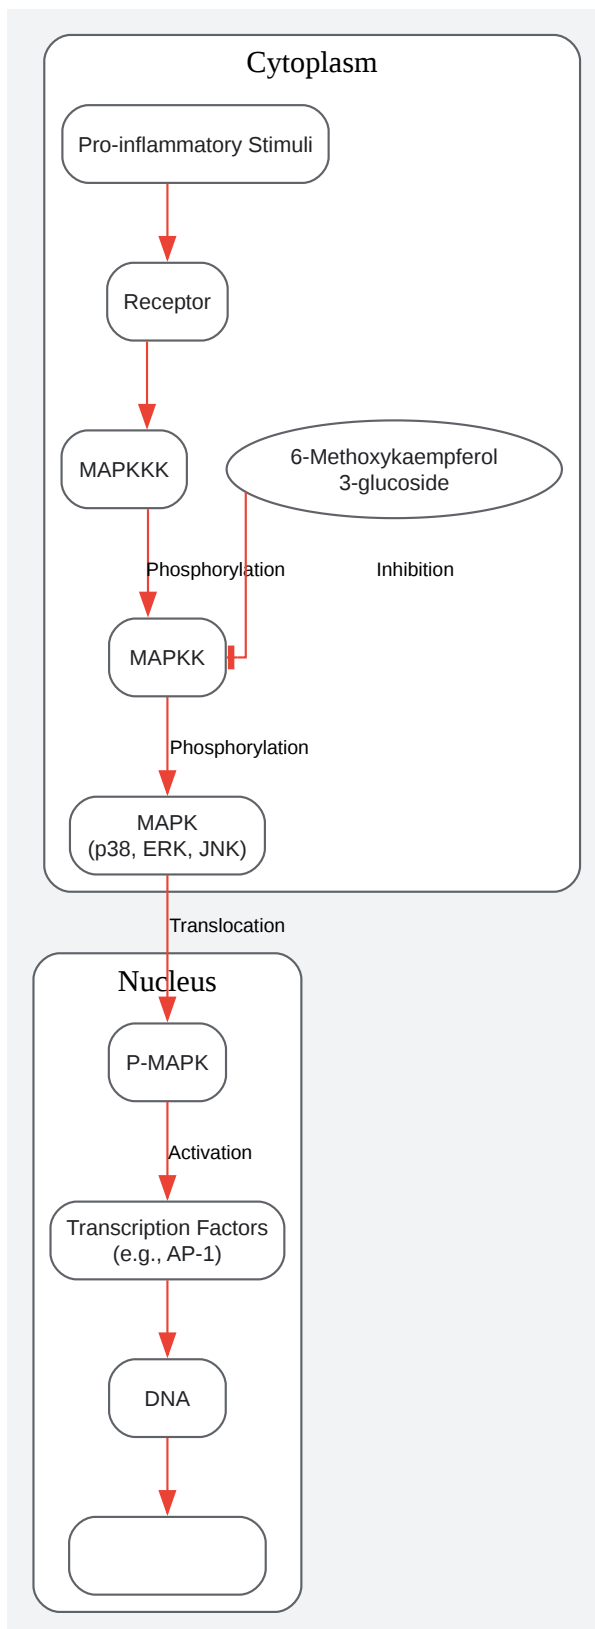 Cytoplasm
Pro-inflammatory Stimuli
Receptor
MAPKKK
6-Methoxykaempferol
3-glucoside
Phosphorylation
Inhibition
MAPKK
Phosphorylation
MAPK
(p38, ERK, JNK)
Translocation
Nucleus
P-MAPK
Activation
Transcription Factors
(e.g., AP-1)
DNA